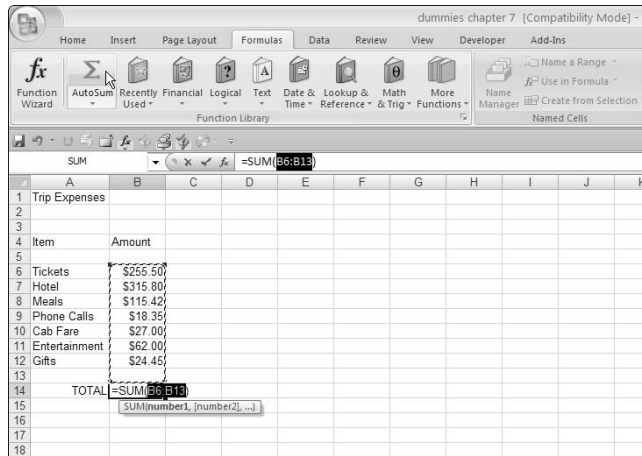 dummies chapter 7 [Compatibility Mode] -
Home Insert Page Layout Formulas Data Review View Developer Add-Ins
fx Σ ? A θ
Function Wizard
AutoSum
Recently Used
Financial
Logical
Text
Date & Time
Lookup & Reference
Math & Trig
More Functions
Function Library
Name Manager
Name a Range
Use in Formula
Create from Selection
Named Cells
SUM fx =SUM(B6:B13)
A B C D E F G H I J K
1 Trip Expenses
2
3
4 Item Amount
5
6 Tickets $255.50
7 Hotel $315.80
8 Meals $115.42
9 Phone Calls $18.35
10 Cab Fare $27.00
11 Entertainment $62.00
12 Gifts $24.45
13
14 TOTAL =SUM(B6:B13)
15 SUM(number1, [number2], ...)
16
17
18